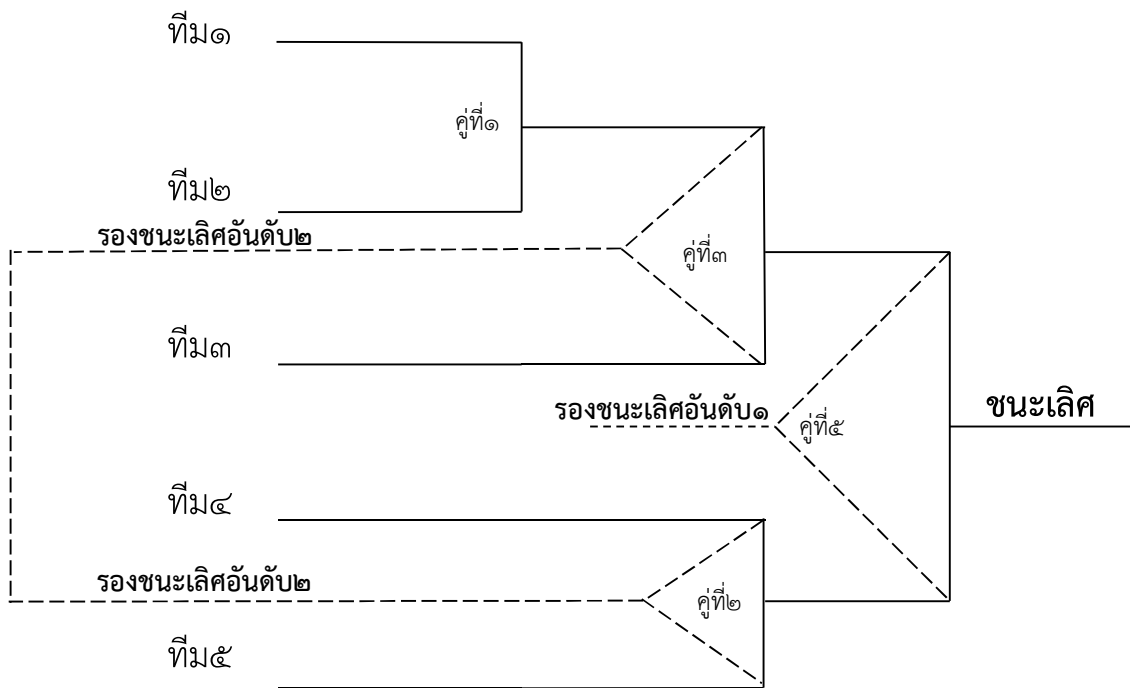 ทีม๑
คู่ที่๑
ทีม๒
รองชนะเลิศอันดับ๒
คู่ที่๓
ทีม๓
ชนะเลิศ
รองชนะเลิศอันดับ๑
คู่ที่๕
ทีม๔
รองชนะเลิศอันดับ๒
คู่ที่๒
ทีม๕